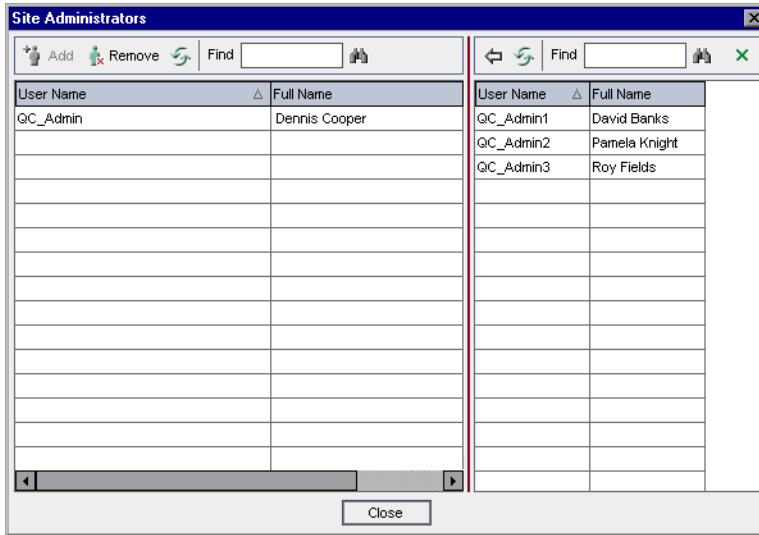 Site Administrators
Add Remove Find
Find
User Name Full Name
QC_Admin Dennis Cooper
User Name Full Name
QC_Admin1 David Banks
QC_Admin2 Pamela Knight
QC_Admin3 Roy Fields
Close